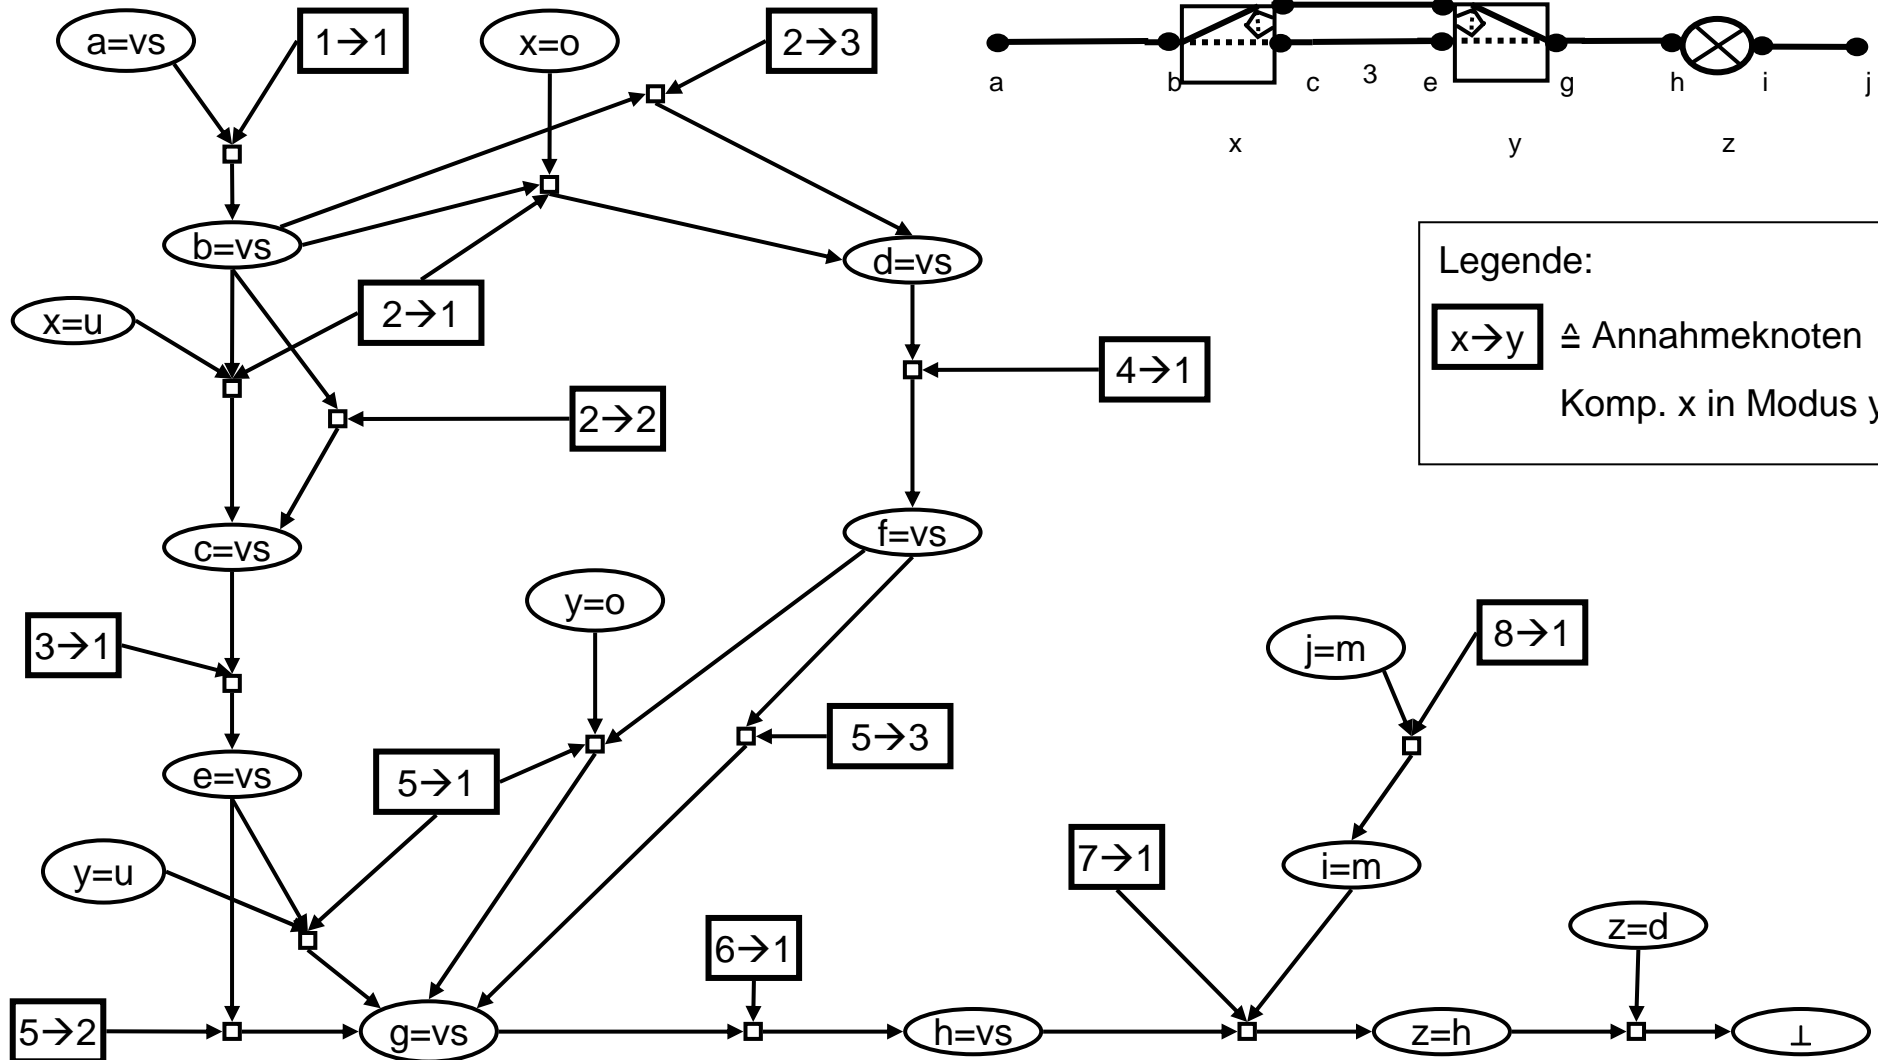 a=vs
1→1
x=o
2→3
a
b
c
3
e
g
h
i
j
x
y
z
b=vs
d=vs
Legende:
x=u
2→1
x→y ≙ Annahmeknoten
Komp. x in Modus y
4→1
2→2
c=vs
f=vs
y=o
3→1
j=m
8→1
5→3
e=vs
5→1
7→1
i=m
y=u
z=d
6→1
5→2
g=vs
h=vs
z=h
⊥